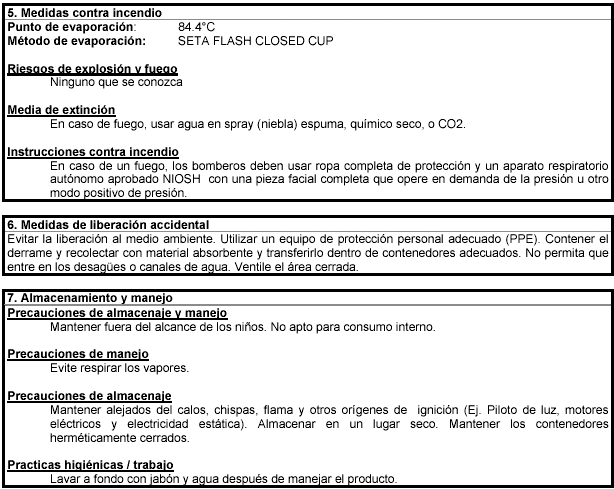 5. Medidas contra incendio
Punto de evaporación: 84.4°C
Método de evaporación: SETA FLASH CLOSED CUP
Riesgos de explosión y fuego
Ninguno que se conozca
Media de extinción
En caso de fuego, usar agua en spray (niebla) espuma, químico seco, o CO2.
Instrucciones contra incendio
En caso de un fuego, los bomberos deben usar ropa completa de protección y un aparato respiratorio
autónomo aprobado NIOSH con una pieza facial completa que opere en demanda de la presión u otro
modo positivo de presión.
6. Medidas de liberación accidental
Evitar la liberación al medio ambiente. Utilizar un equipo de protección personal adecuado (PPE). Contener el
derrame y recolectar con material absorbente y transferirlo dentro de contenedores adecuados. No permita que
entre en los desagües o canales de agua. Ventile el área cerrada.
7. Almacenamiento y manejo
Precauciones de almacenaje y manejo
Mantener fuera del alcance de los niños. No apto para consumo interno.
Precauciones de manejo
Evite respirar los vapores.
Precauciones de almacenaje
Mantener alejados del calos, chispas, flama y otros orígenes de ignición (Ej. Piloto de luz, motores
eléctricos y electricidad estática). Almacenar en un lugar seco. Mantener los contenedores
herméticamente cerrados.
Practicas higiénicas / trabajo
Lavar a fondo con jabón y agua después de manejar el producto.